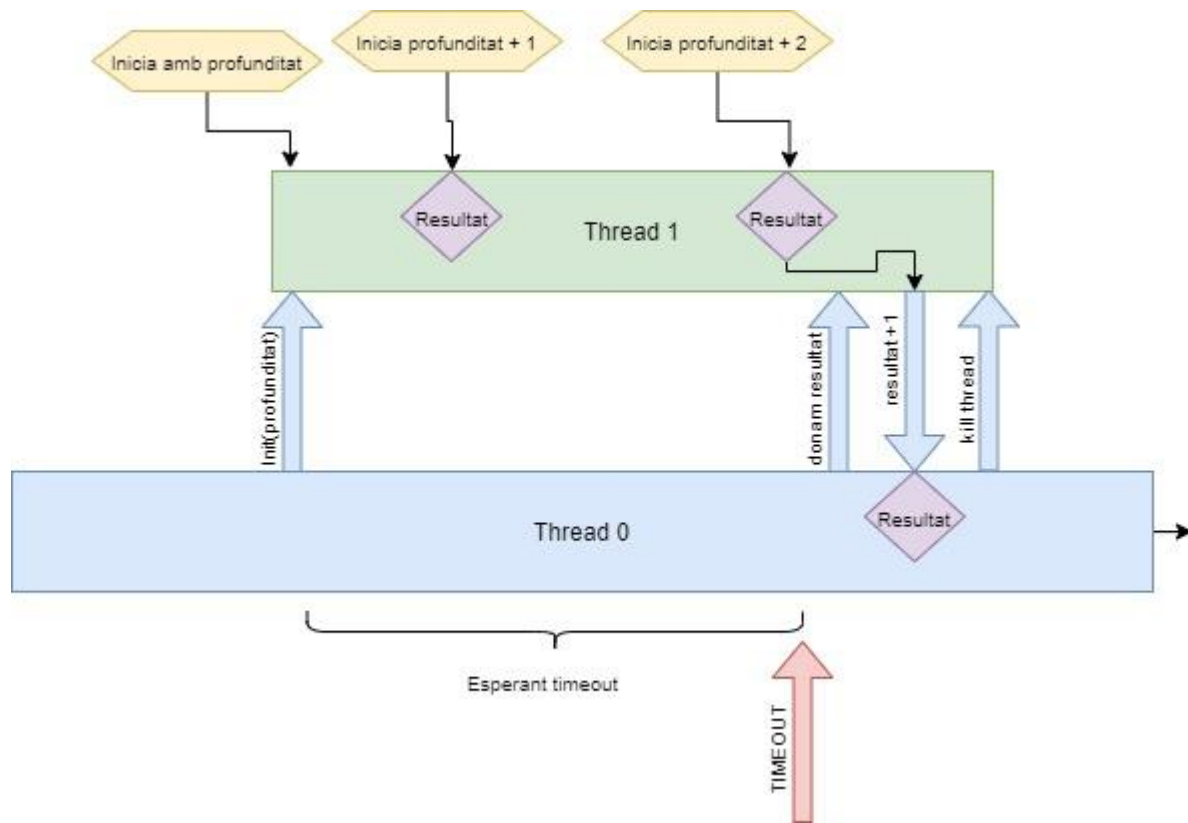 Inicia amb profunditat
Inicia profunditat + 1
Inicia profunditat + 2
Resultat
Resultat
Thread 1
Init(profunditat)
donam resultat
resultat +1
kill thread
Thread 0
Resultat
Esperant timeout
TIMEOUT